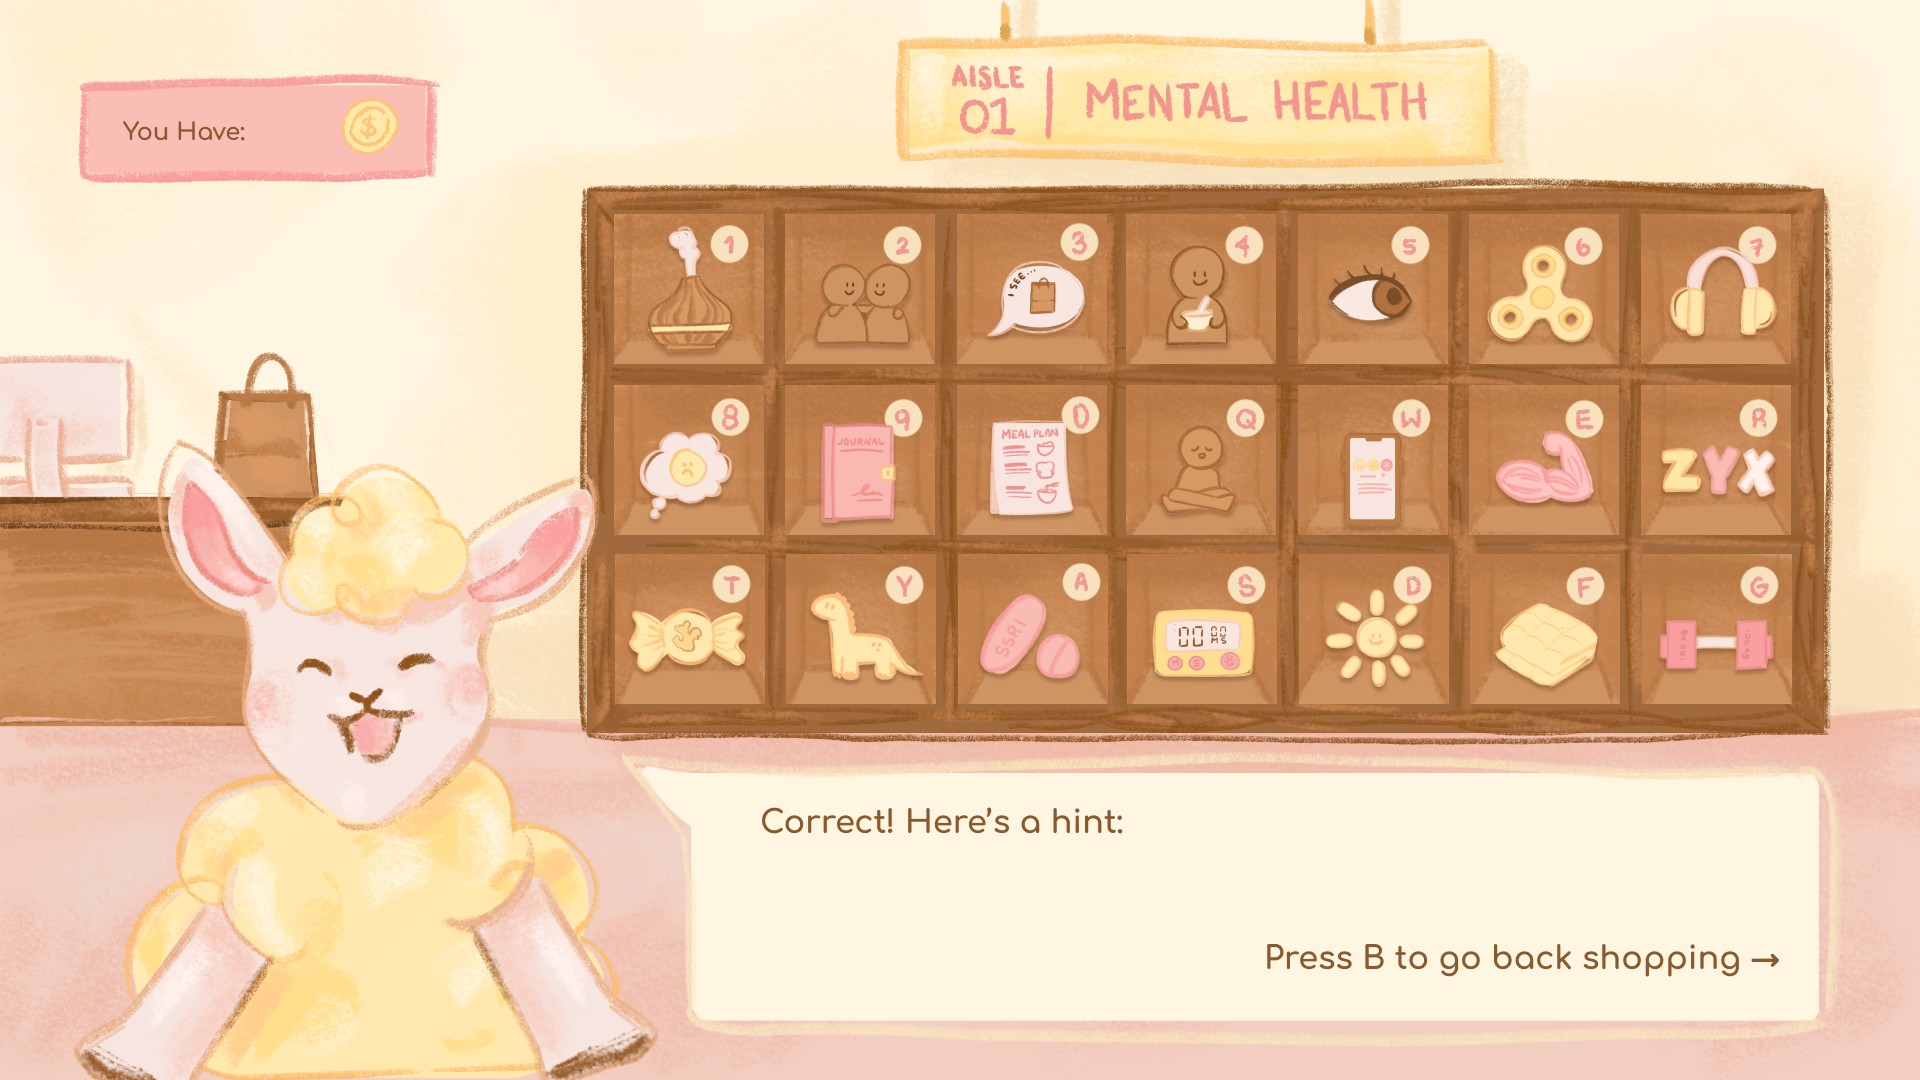 AISLE
01
MENTAL HEALTH
You Have:
$
1
2
3
4
5
6
7
I SEE...
8
9
0
Q
W
E
R
JOURNAL
MEAL PLAN
ZYX
T
Y
A
S
D
F
G
SSRI
00 00
M S
M
S
Correct! Here's a hint:
Press B to go back shopping →